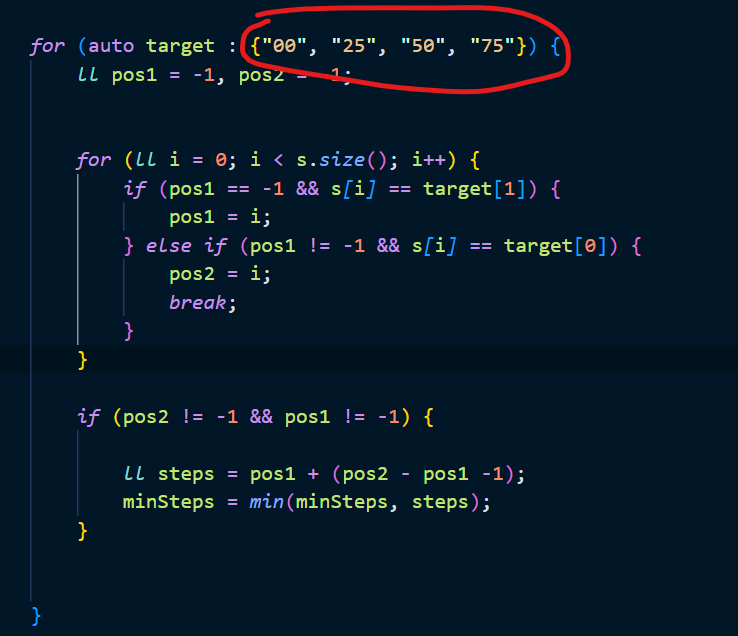 for (auto target : {"00", "25", "50", "75"}) {
ll pos1 = -1, pos2 = -1;
for (ll i = 0; i < s.size(); i++) {
if (pos1 == -1 && s[i] == target[1]) {
pos1 = i;
} else if (pos1 != -1 && s[i] == target[0]) {
pos2 = i;
break;
}
}
if (pos2 != -1 && pos1 != -1) {
ll steps = pos1 + (pos2 - pos1 -1);
minSteps = min(minSteps, steps);
}
}